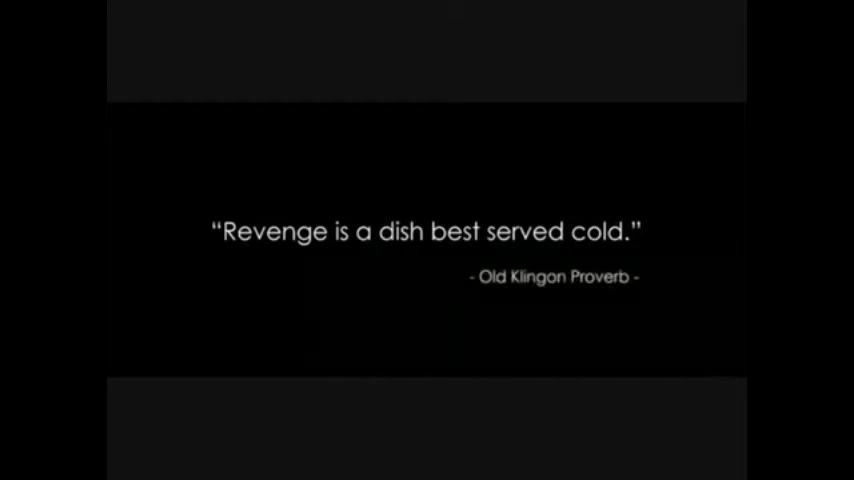 “Revenge is a dish best served cold.”
- Old Klingon Proverb -